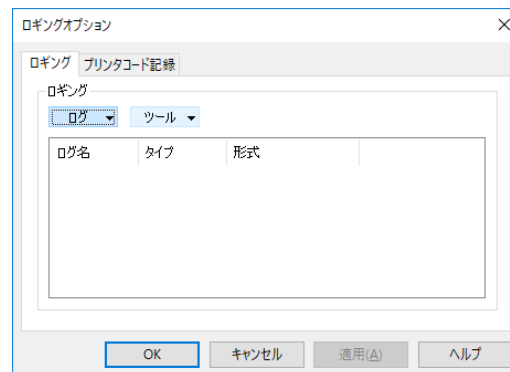 ロギングオプション
ロギング プリンタコード記録
ロギング
ログ ツール
ログ名 タイプ 形式
OK キャンセル 適用(A) ヘルプ